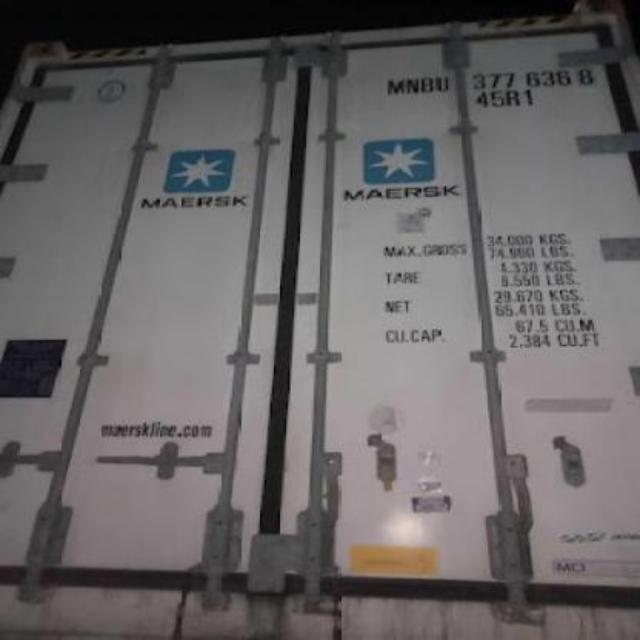 MNBU 377 636 8
45R1
MAERSK
MAERSK
MAX.GROSS 34.000 KGS.
74.960 LBS.
TARE 4.330 KGS.
9.550 LBS.
NET 29.670 KGS.
65.410 LBS.
CU.CAP. 67.5 CU.M
2.384 CU.FT
maerskline.com
MCI